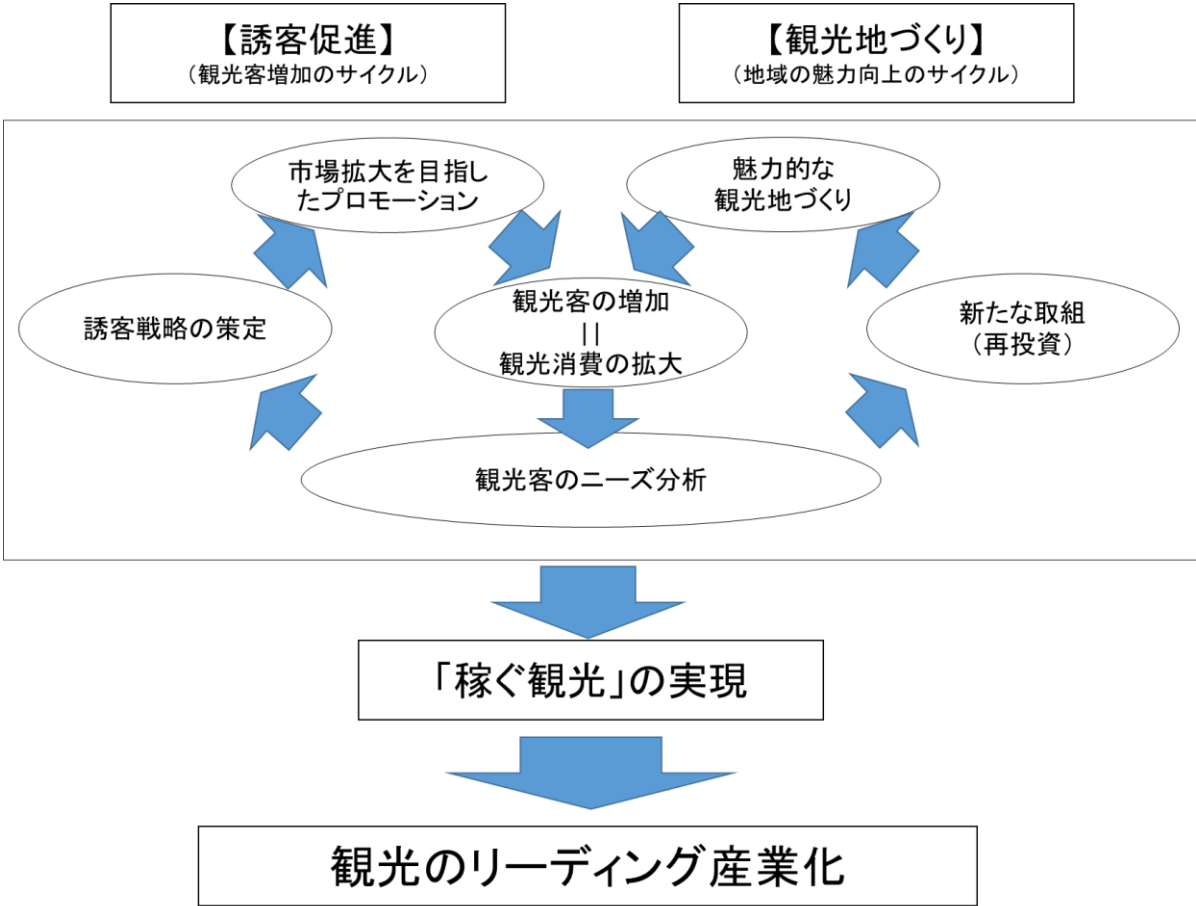 【誘客促進】
（観光客増加のサイクル）
【観光地づくり】
（地域の魅力向上のサイクル）
市場拡大を目指し
たプロモーション
魅力的な
観光地づくり
誘客戦略の策定
観光客の増加
||
観光消費の拡大
新たな取組
（再投資）
観光客のニーズ分析
「稼ぐ観光」の実現
観光のリーディング産業化